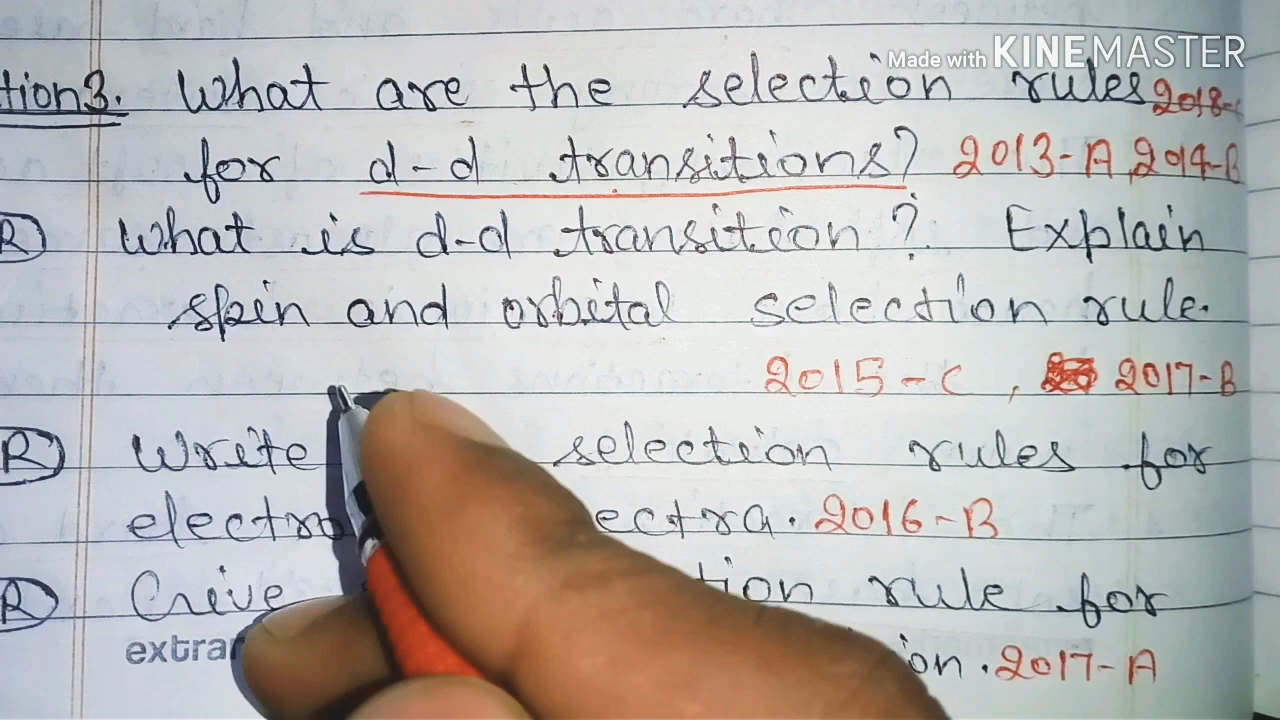 Made with KINEMASTER
tion3. What are the selection rules 2018-
for d-d transitions? 2013-A, 2014-B
R) What is d-d transition? Explain
spin and orbital selection rule.
2015-C, 2017-B
R) Write selection rules for
electro ectra. 2016-B
R) Give tion rule for
extrar on. 2017-A